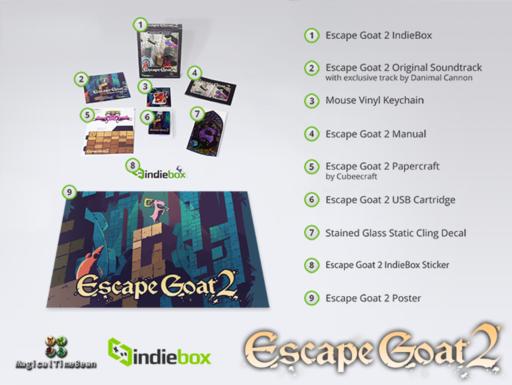 1 Escape Goat 2 IndieBox
2 Escape Goat 2 Original Soundtrack
with exclusive track by Danimal Cannon
3 Mouse Vinyl Keychain
4 Escape Goat 2 Manual
5 Escape Goat 2 Papercraft
by Cubeecraft
6 Escape Goat 2 USB Cartridge
7 Stained Glass Static Cling Decal
8 Escape Goat 2 IndieBox Sticker
9 Escape Goat 2 Poster
1
Escape Goat 2
2
3
4
5
6
7
8
indiebox
9
Escape Goat 2
MagicalTimeBean
indiebox
Escape Goat 2